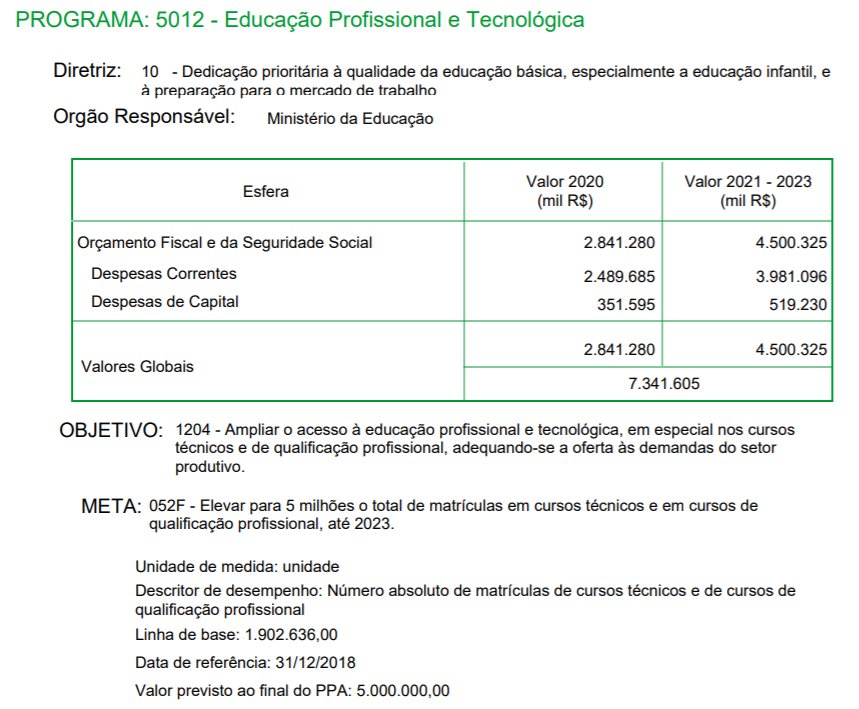 PROGRAMA: 5012 - Educação Profissional e Tecnológica
Diretriz: 10 - Dedicação prioritária à qualidade da educação básica, especialmente a educação infantil, e
à preparação para o mercado de trabalho
Orgão Responsável: Ministério da Educação
Esfera Valor 2020 (mil R$) Valor 2021 - 2023 (mil R$)
Orçamento Fiscal e da Seguridade Social 2.841.280 4.500.325
Despesas Correntes 2.489.685 3.981.096
Despesas de Capital 351.595 519.230
Valores Globais 2.841.280 4.500.325
7.341.605
OBJETIVO: 1204 - Ampliar o acesso à educação profissional e tecnológica, em especial nos cursos
técnicos e de qualificação profissional, adequando-se a oferta às demandas do setor
produtivo.
META: 052F - Elevar para 5 milhões o total de matrículas em cursos técnicos e em cursos de
qualificação profissional, até 2023.
Unidade de medida: unidade
Descritor de desempenho: Número absoluto de matrículas de cursos técnicos e de cursos de
qualificação profissional
Linha de base: 1.902.636,00
Data de referência: 31/12/2018
Valor previsto ao final do PPA: 5.000.000,00